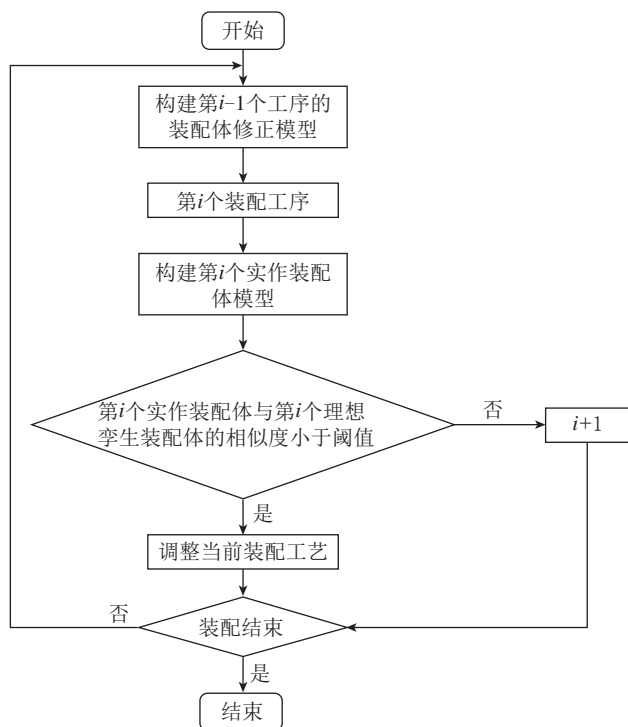 开始
构建第i-1个工序的
装配体修正模型
第i个装配工序
构建第i个实作装配
体模型
第i个实作装配体与第i个理想
孪生装配体的相似度小于阈值
否
i+1
是
调整当前装配工艺
否
装配结束
是
结束